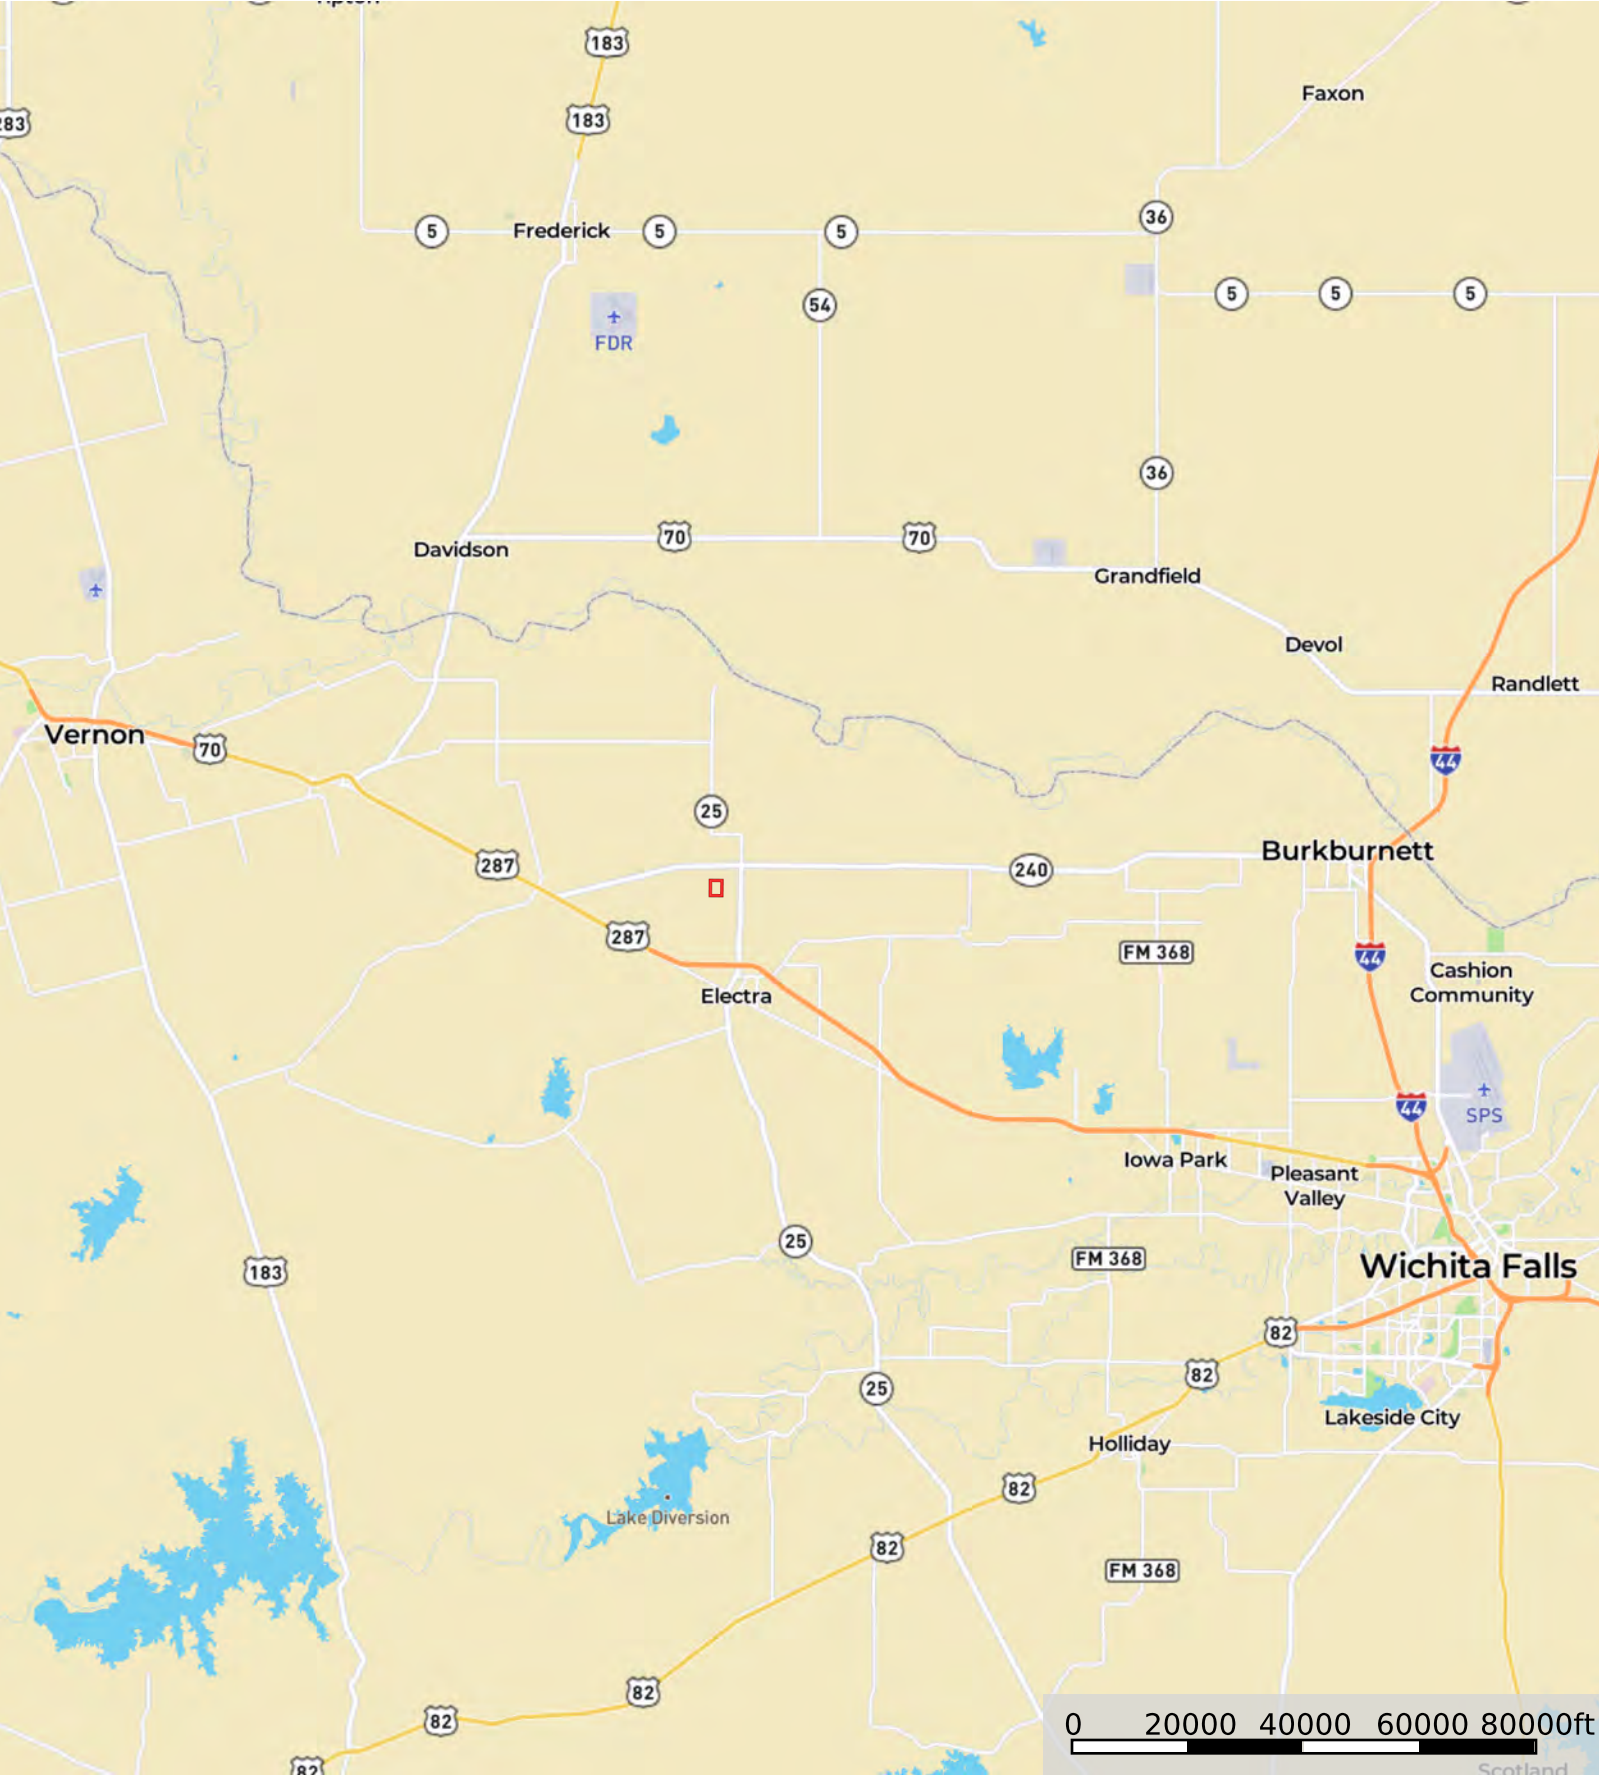 183
283
183
Faxon
36
5
Frederick
5
5
5
5
5
54
FDR
36
70
70
Davidson
Grandfield
Devol
Randlett
Vernon
70
44
25
Burkburnett
287
240
287
FM 368
44
Cashion
Community
Electra
44
SPS
Iowa Park
Pleasant
Valley
25
FM 368
Wichita Falls
183
82
82
25
Lakeside City
Holliday
82
Lake Diversion
82
FM 368
82
82
0 20000 40000 60000 80000ft
82
Scotland